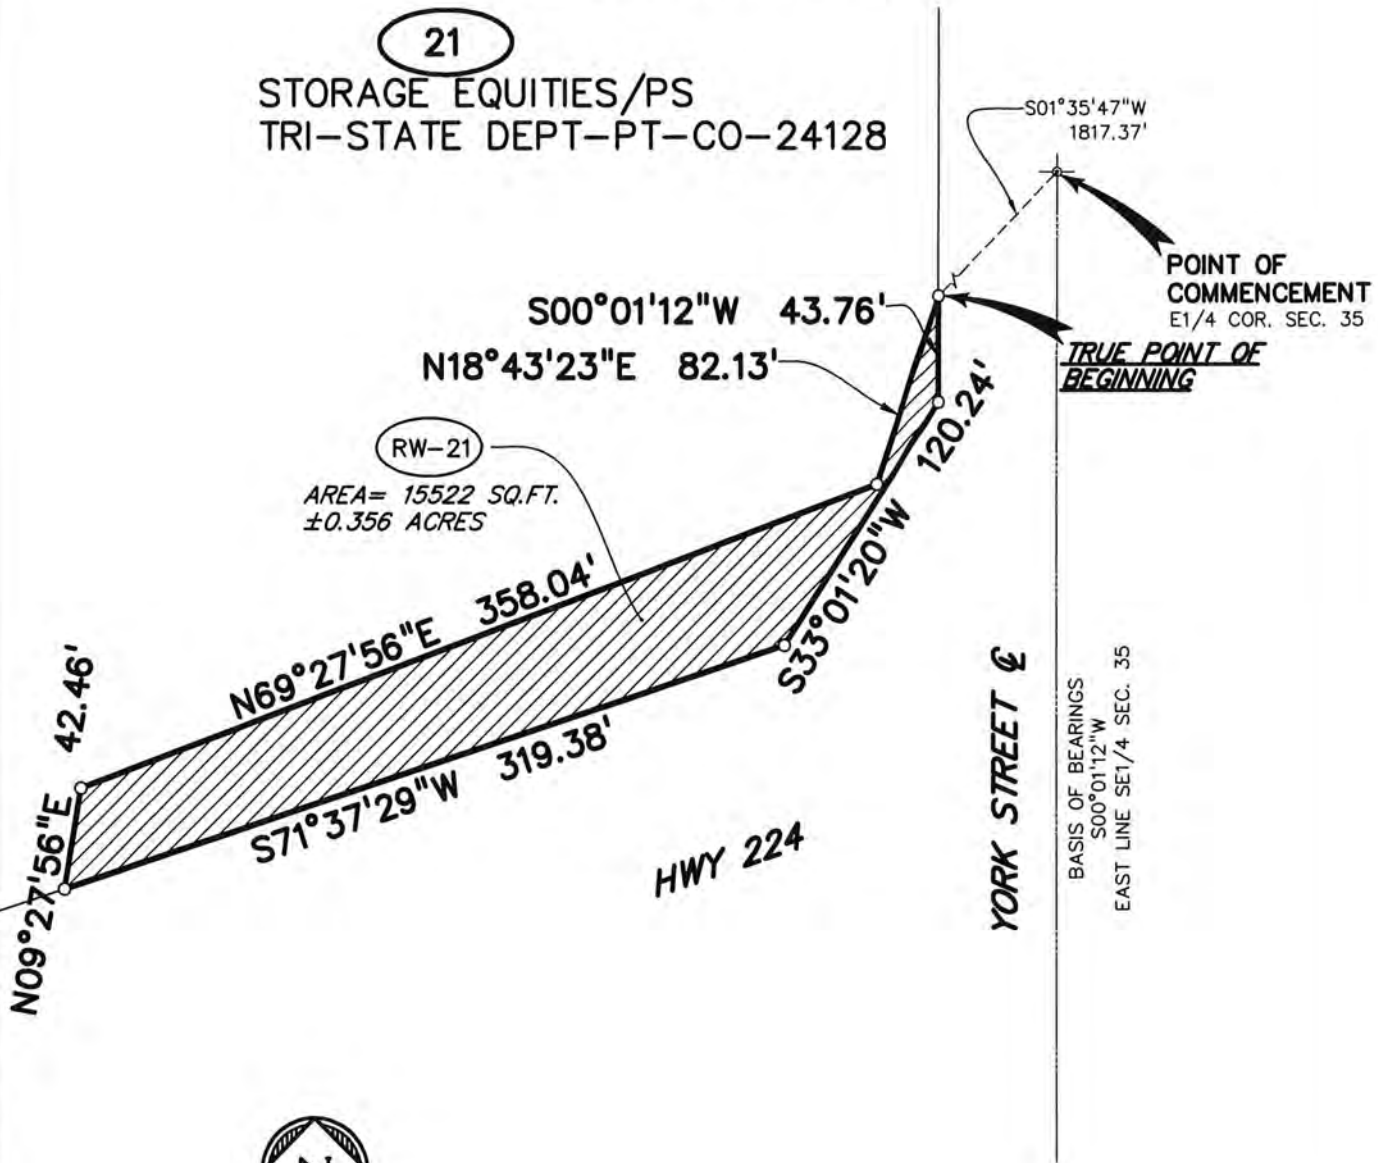 21
STORAGE EQUITIES/PS
TRI-STATE DEPT-PT-CO-24128
S01°35'47"W
1817.37'
POINT OF
COMMENCEMENT
E1/4 COR. SEC. 35
TRUE POINT OF
BEGINNING
S00°01'12"W 43.76'
N18°43'23"E 82.13'
120.24'
S33°01'20"W
RW-21
AREA= 15522 SQ.FT.
±0.356 ACRES
N69°27'56"E 358.04'
42.46'
N09°27'56"E
S71°37'29"W 319.38'
HWY 224
YORK STREET ℄
BASIS OF BEARINGS
S00°01'12"W
EAST LINE SE1/4 SEC. 35